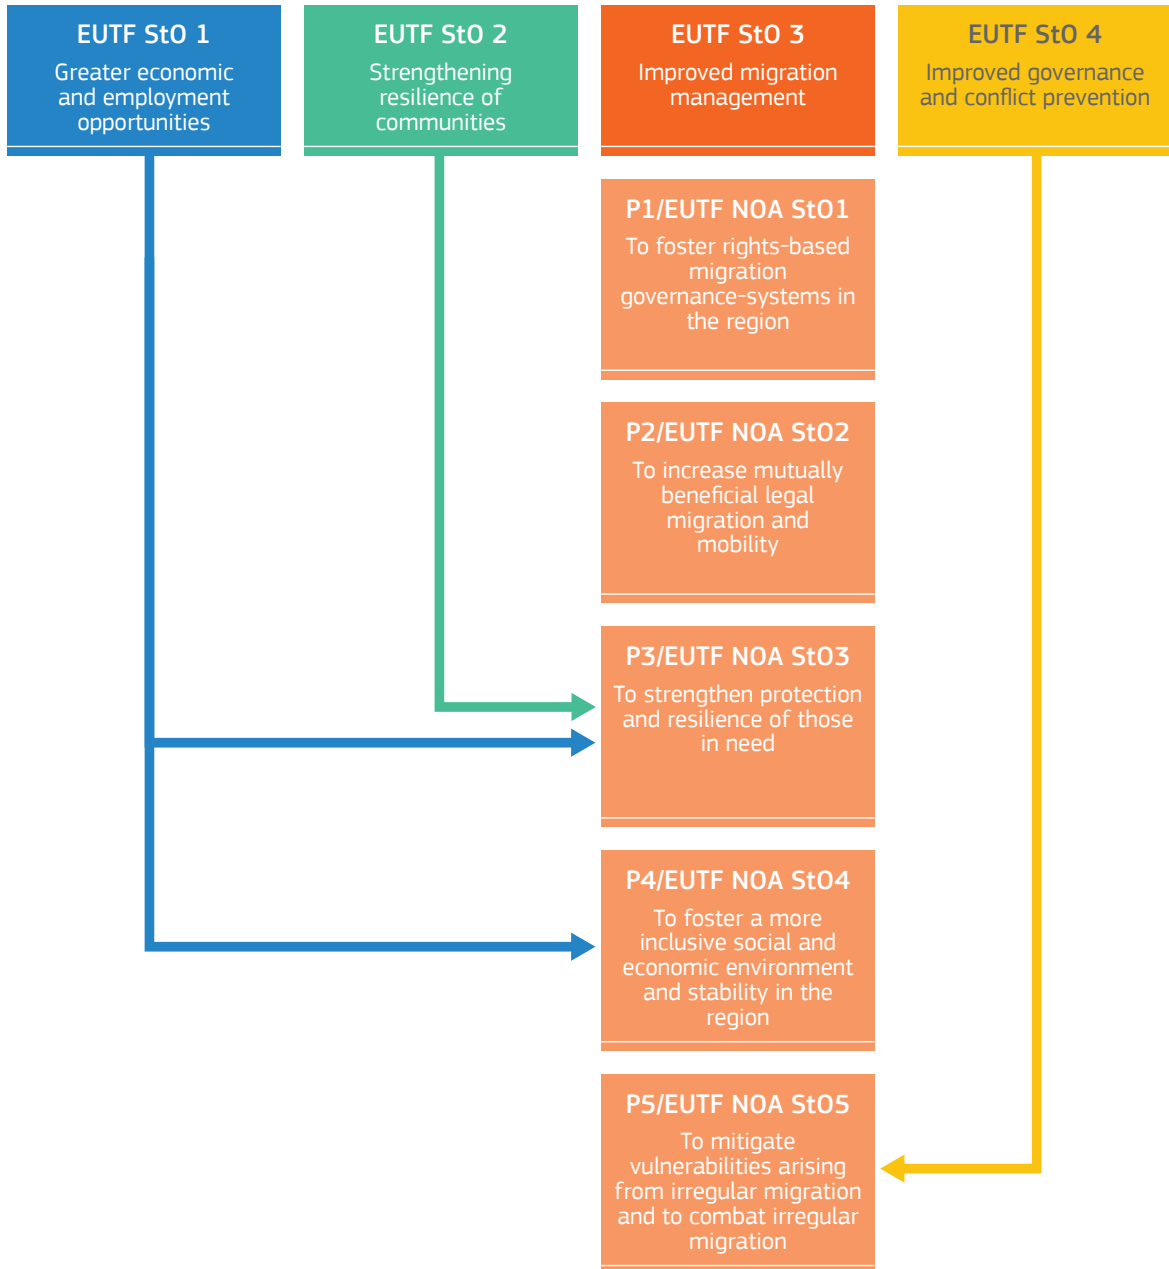 EUTF StO 1
Greater economic
and employment
opportunities
EUTF StO 2
Strengthening
resilience of
communities
EUTF StO 3
Improved migration
management
EUTF StO 4
Improved governance
and conflict prevention
P1/EUTF NOA StO1
To foster rights-based
migration
governance-systems in
the region
P2/EUTF NOA StO2
To increase mutually
beneficial legal
migration and
mobility
P3/EUTF NOA StO3
To strengthen protection
and resilience of those
in need
P4/EUTF NOA StO4
To foster a more
inclusive social and
economic environment
and stability in the
region
P5/EUTF NOA StO5
To mitigate
vulnerabilities arising
from irregular migration
and to combat irregular
migration